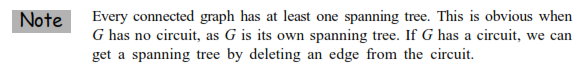 Note Every connected graph has at least one spanning tree. This is obvious when
G has no circuit, as G is its own spanning tree. If G has a circuit, we can
get a spanning tree by deleting an edge from the circuit.